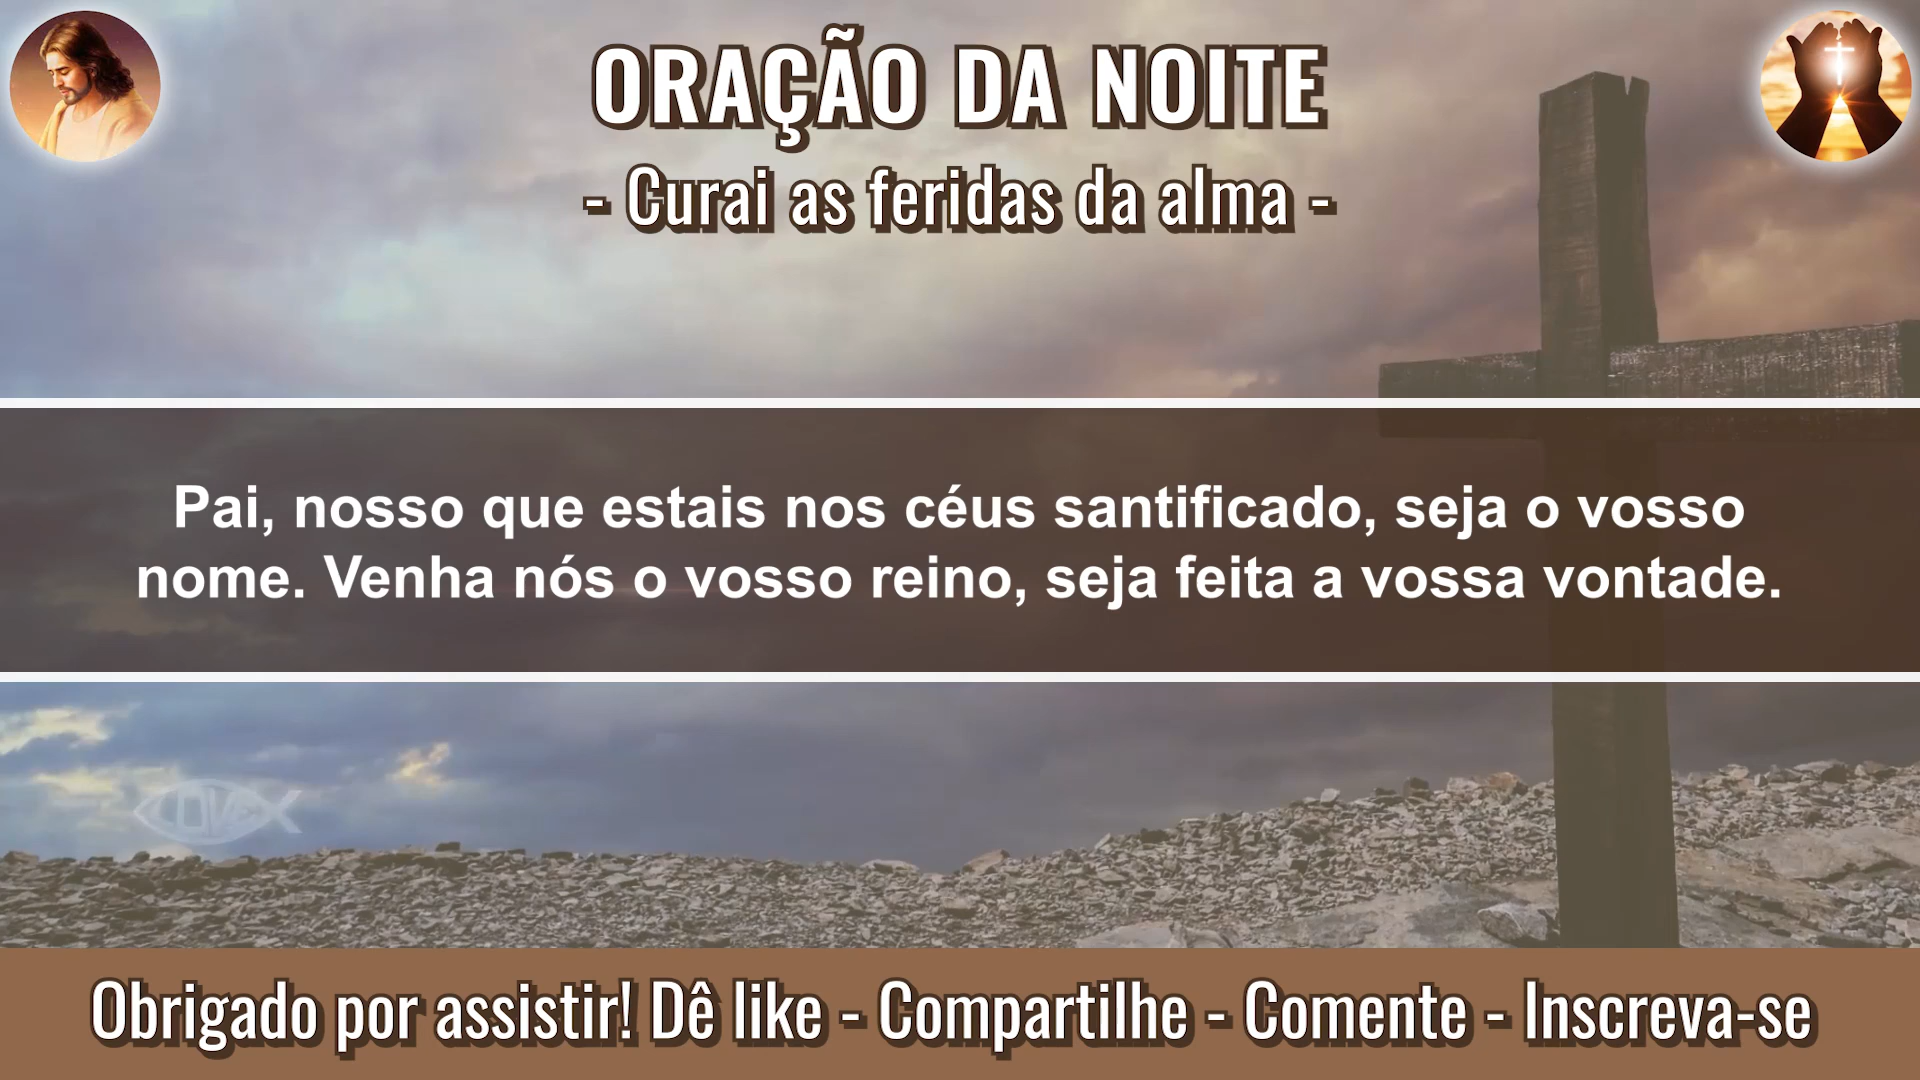 ORAÇÃO DA NOITE
- Curai as feridas da alma -
Pai, nosso que estais nos céus santificado, seja o vosso
nome. Venha nós o vosso reino, seja feita a vossa vontade.
Obrigado por assistir! Dê like - Compartilhe - Comente - Inscreva-se